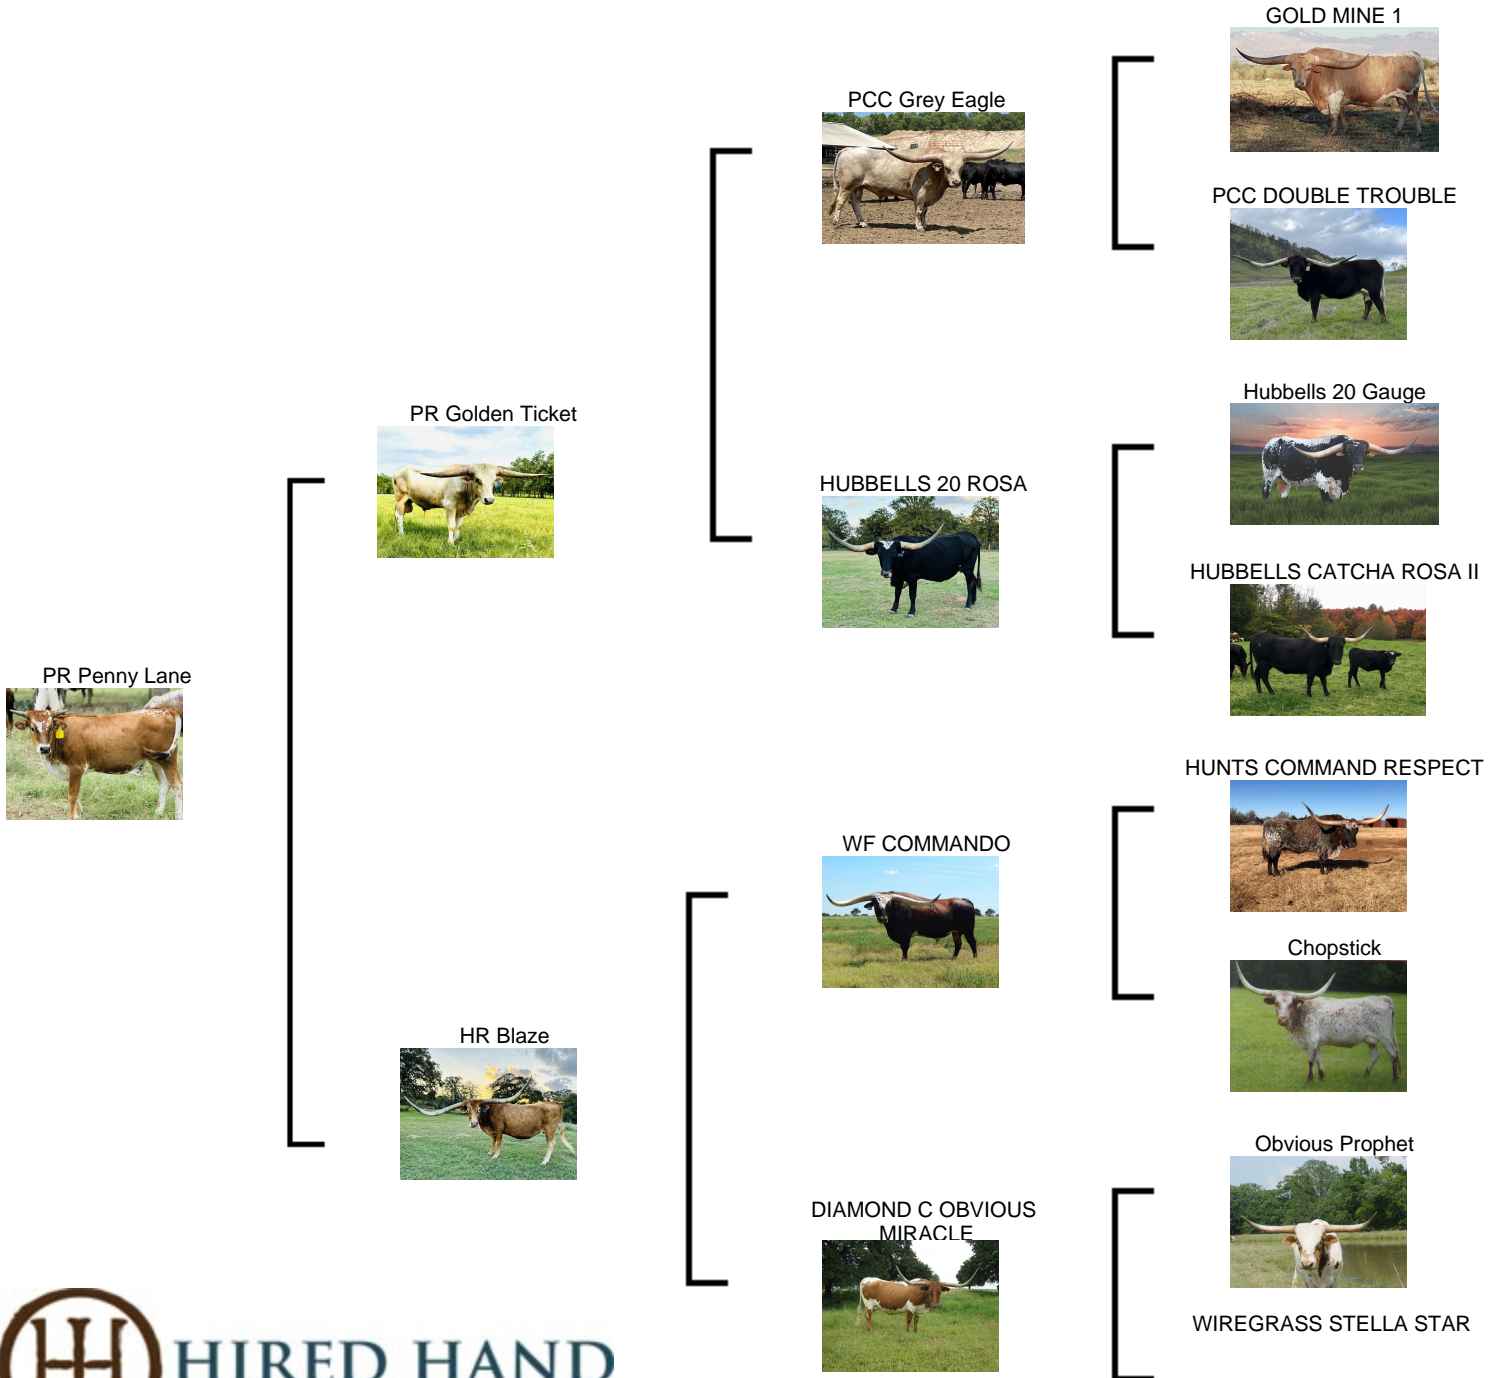 GOLD MINE 1
PCC Grey Eagle
PCC DOUBLE TROUBLE
Hubbells 20 Gauge
PR Golden Ticket
HUBBELLS 20 ROSA
HUBBELLS CATCHA ROSA II
PR Penny Lane
HUNTS COMMAND RESPECT
WF COMMANDO
Chopstick
HR Blaze
Obvious Prophet
DIAMOND C OBVIOUS
MIRACLE
WIREGRASS STELLA STAR
HIRED HAND